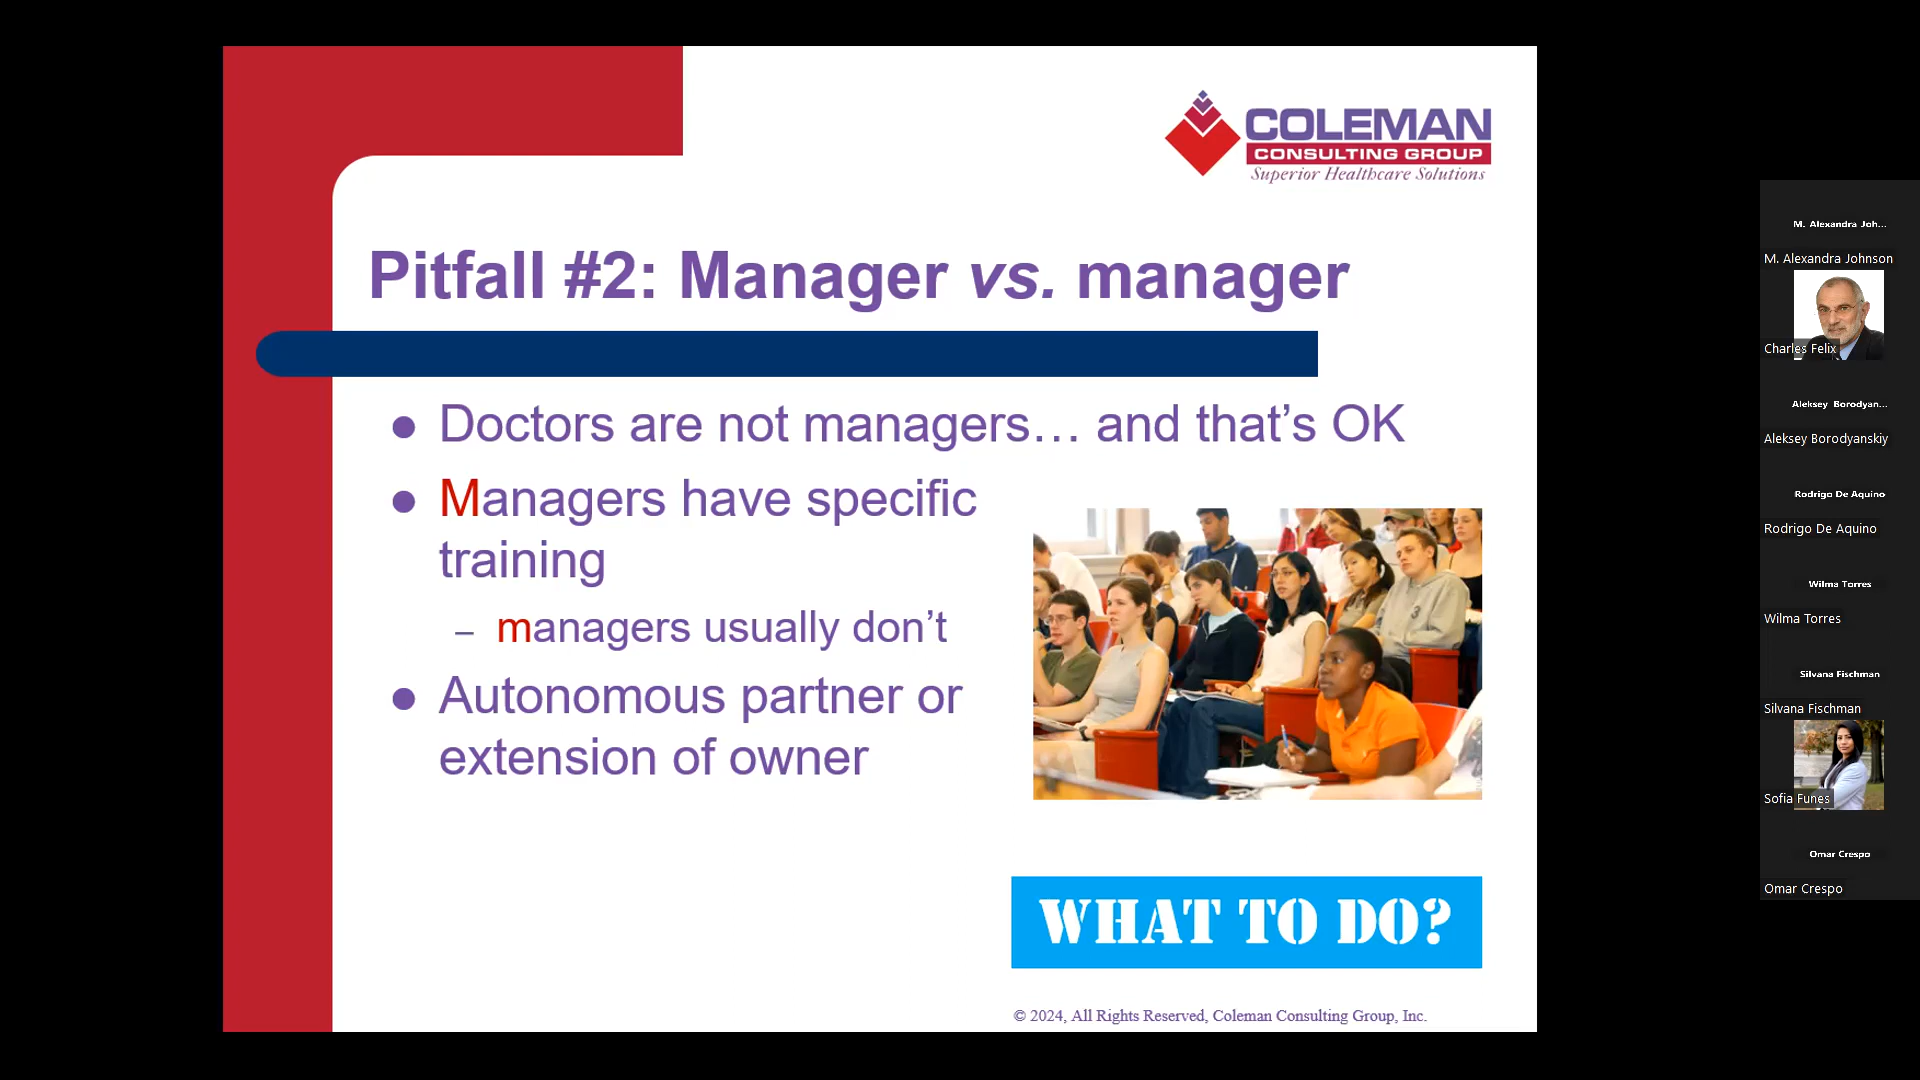 COLEMAN
CONSULTING GROUP
Superior Healthcare Solutions
Pitfall #2: Manager vs. manager
● Doctors are not managers… and that’s OK
● Managers have specific
training
– managers usually don’t
● Autonomous partner or
extension of owner
WHAT TO DO?
© 2024, All Rights Reserved, Coleman Consulting Group, Inc.
M. Alexandra Joh...
M. Alexandra Johnson
Charles Felix
Aleksey Borodyan...
Aleksey Borodyanskiy
Rodrigo De Aquino
Rodrigo De Aquino
Wilma Torres
Wilma Torres
Silvana Fischman
Silvana Fischman
Sofia Funes
Omar Crespo
Omar Crespo